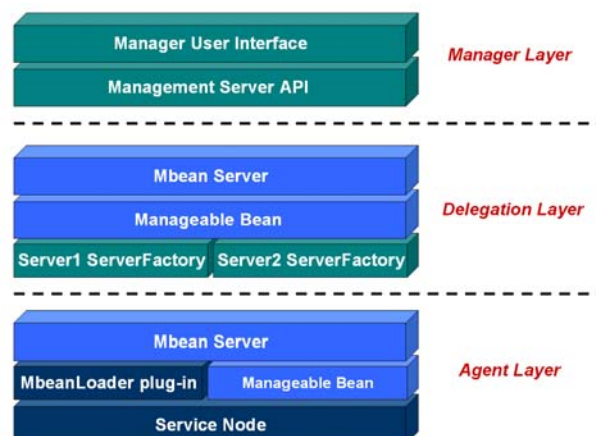 Manager User Interface
Management Server API
Manager Layer
Mbean Server
Manageable Bean
Server1 ServerFactory
Server2 ServerFactory
Delegation Layer
Mbean Server
MbeanLoader plug-in
Manageable Bean
Service Node
Agent Layer